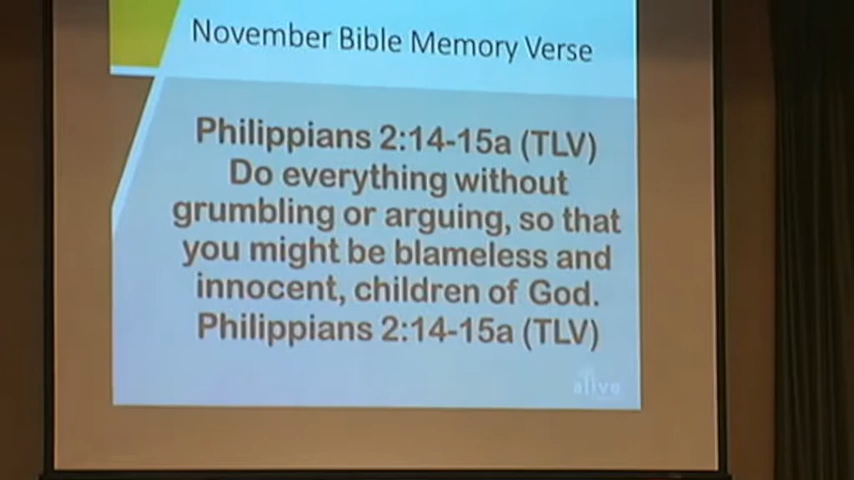 November Bible Memory Verse
Philippians 2:14-15a (TLV)
Do everything without
grumbling or arguing, so that
you might be blameless and
innocent, children of God.
Philippians 2:14-15a (TLV)
alive